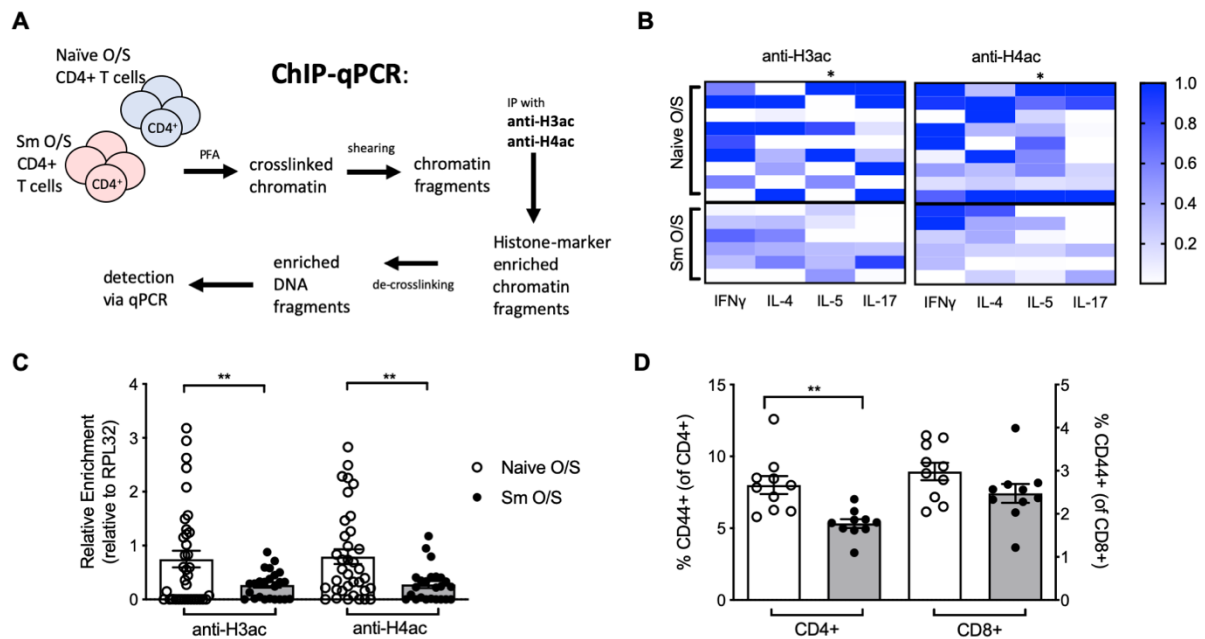 A
Naïve O/S
CD4+ T cells
CD4+
Sm O/S
CD4+
T cells
CD4+
ChIP-qPCR:
PFA
crosslinked
chromatin
shearing
chromatin
fragments
IP with
anti-H3ac
anti-H4ac
Histone-marker
enriched
chromatin
fragments
de-crosslinking
enriched
DNA
fragments
detection
via qPCR
B
anti-H3ac
anti-H4ac
*
*
Naive O/S
Sm O/S
IFNγ IL-4 IL-5 IL-17
IFNγ IL-4 IL-5 IL-17
1.0
0.8
0.6
0.4
0.2
C
Relative Enrichment
(relative to RPL32)
4
3
2
1
0
**
**
anti-H3ac
anti-H4ac
Naive O/S
Sm O/S
D
% CD44+ (of CD4+)
15
10
5
0
**
CD4+
CD8+
5
4
3
2
1
0
% CD44+ (of CD8+)